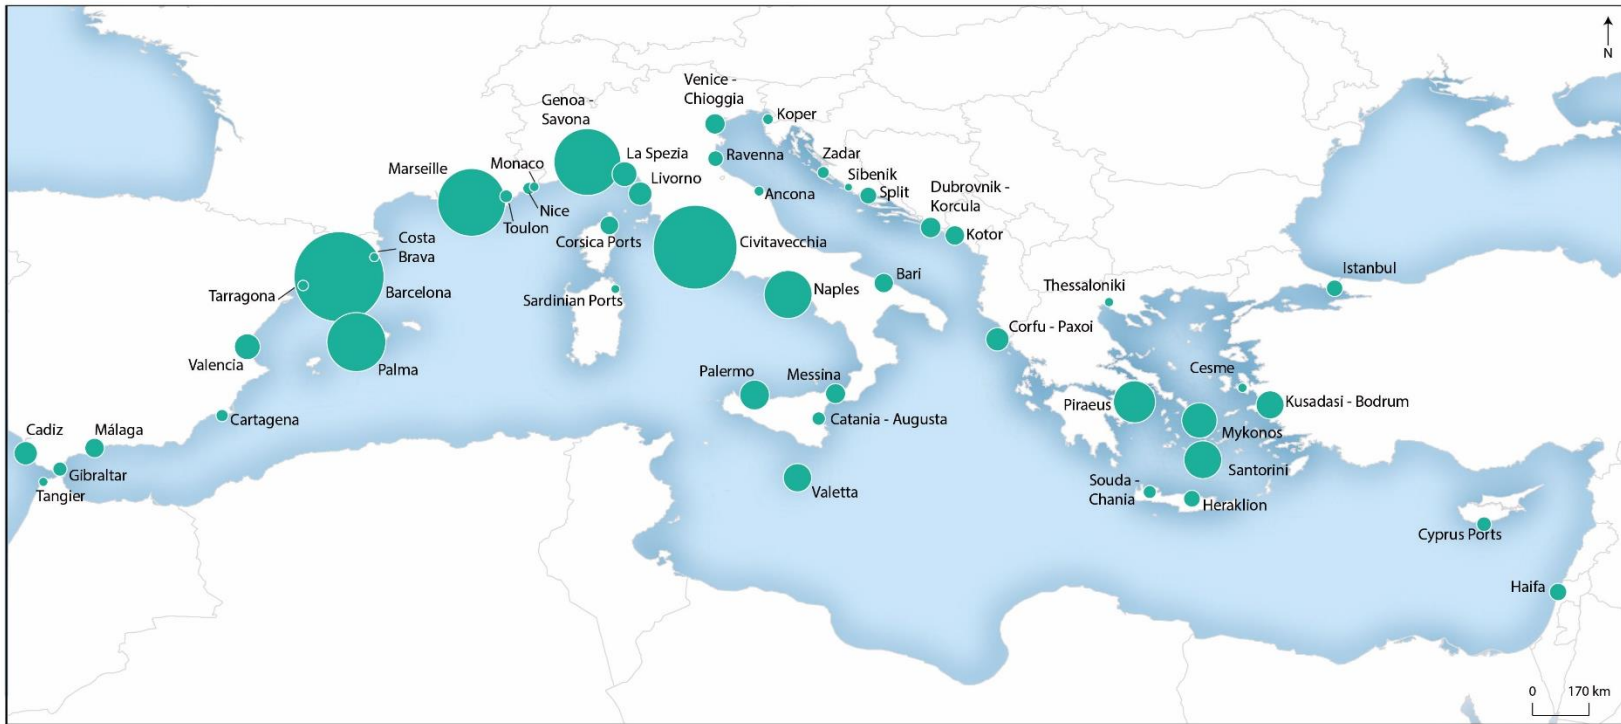 N
Venice -
Chioggia
Koper
Genoa -
Savona
Ravenna
Zadar
La Spezia
Monaco
Marseille
Sibenik
Livorno
Ancona
Split
Dubrovnik -
Korcula
Nice
Toulon
Kotor
Corsica Ports
Civitavecchia
Costa
Brava
Bari
Istanbul
Thessaloniki
Tarragona
Barcelona
Naples
Sardinian Ports
Corfu - Paxoi
Valencia
Palma
Palermo
Messina
Cesme
Piraeus
Kusadasi - Bodrum
Cartagena
Catania - Augusta
Mykonos
Cadiz
Málaga
Gibraltar
Tangier
Santorini
Souda -
Chania
Valetta
Heraklion
Cyprus Ports
Haifa
0 170 km